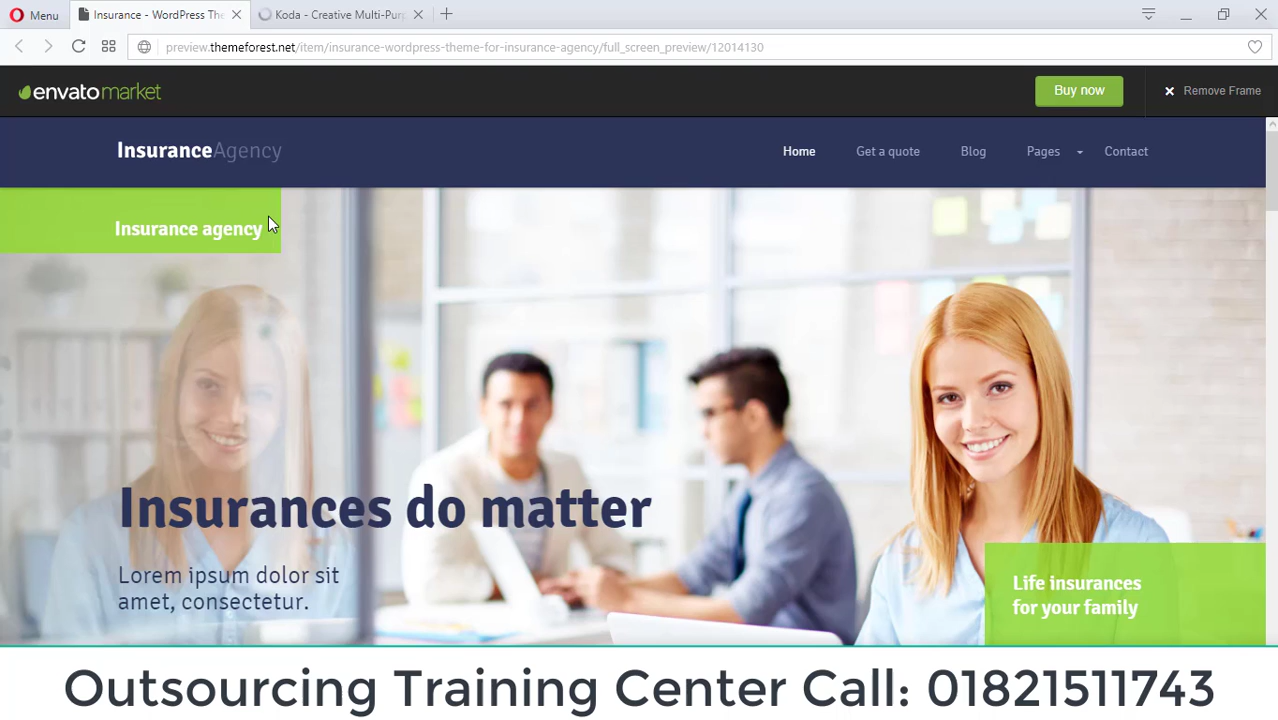 Menu
Insurance - WordPress The
Koda - Creative Multi-Purp
preview.themeforest.net/item/insurance-wordpress-theme-for-insurance-agency/full_screen_preview/12014130
envatomarket
Buy now
Remove Frame
InsuranceAgency
Home
Get a quote
Blog
Pages
Contact
Insurance agency
Insurances do matter
Lorem ipsum dolor sit
amet, consectetur.
Life insurances
for your family
Outsourcing Training Center Call: 01821511743